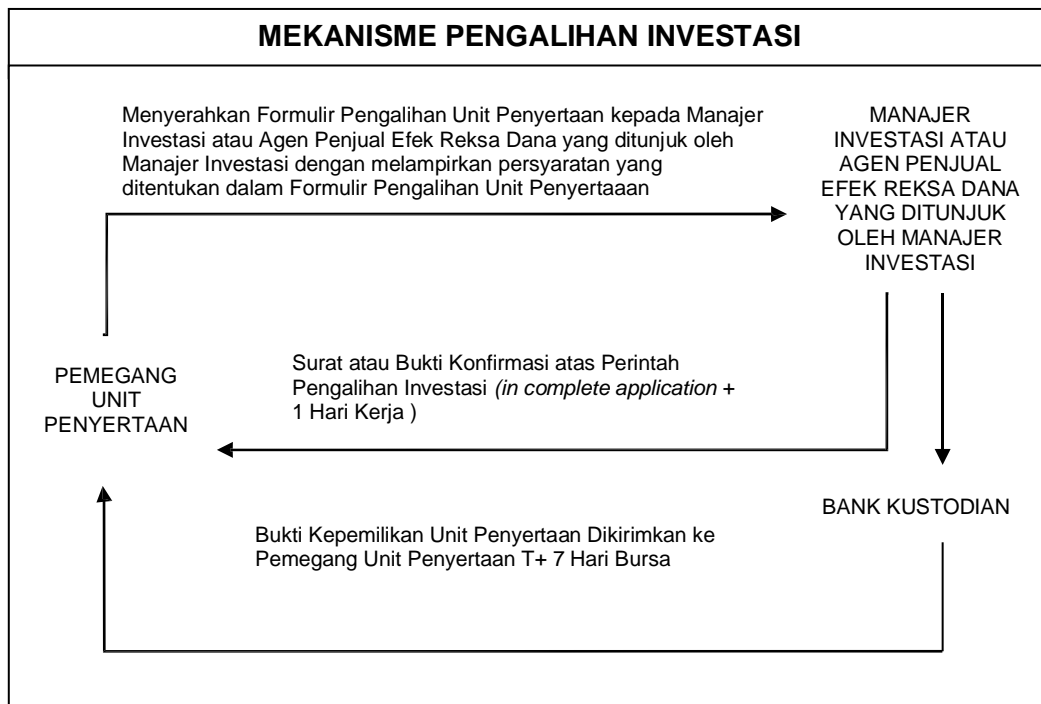 MEKANISME PENGALIHAN INVESTASI
Menyerahkan Formulir Pengalihan Unit Penyertaan kepada Manajer
Investasi atau Agen Penjual Efek Reksa Dana yang ditunjuk oleh
Manajer Investasi dengan melampirkan persyaratan yang
ditentukan dalam Formulir Pengalihan Unit Penyertaaan
MANAJER
INVESTASI ATAU
AGEN PENJUAL
EFEK REKSA DANA
YANG DITUNJUK
OLEH MANAJER
INVESTASI
PEMEGANG
UNIT
PENYERTAAN
Surat atau Bukti Konfirmasi atas Perintah
Pengalihan Investasi (in complete application +
1 Hari Kerja )
BANK KUSTODIAN
Bukti Kepemilikan Unit Penyertaan Dikirimkan ke
Pemegang Unit Penyertaan T+ 7 Hari Bursa